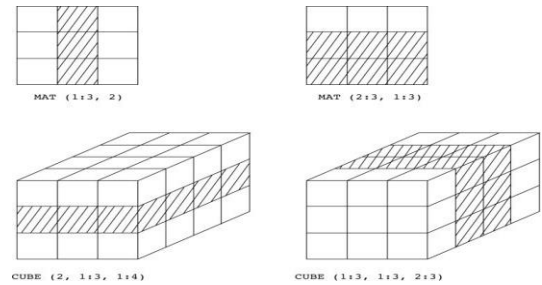 MAT (1:3, 2)
MAT (2:3, 1:3)
CUBE (2, 1:3, 1:4)
CUBE (1:3, 1:3, 2:3)